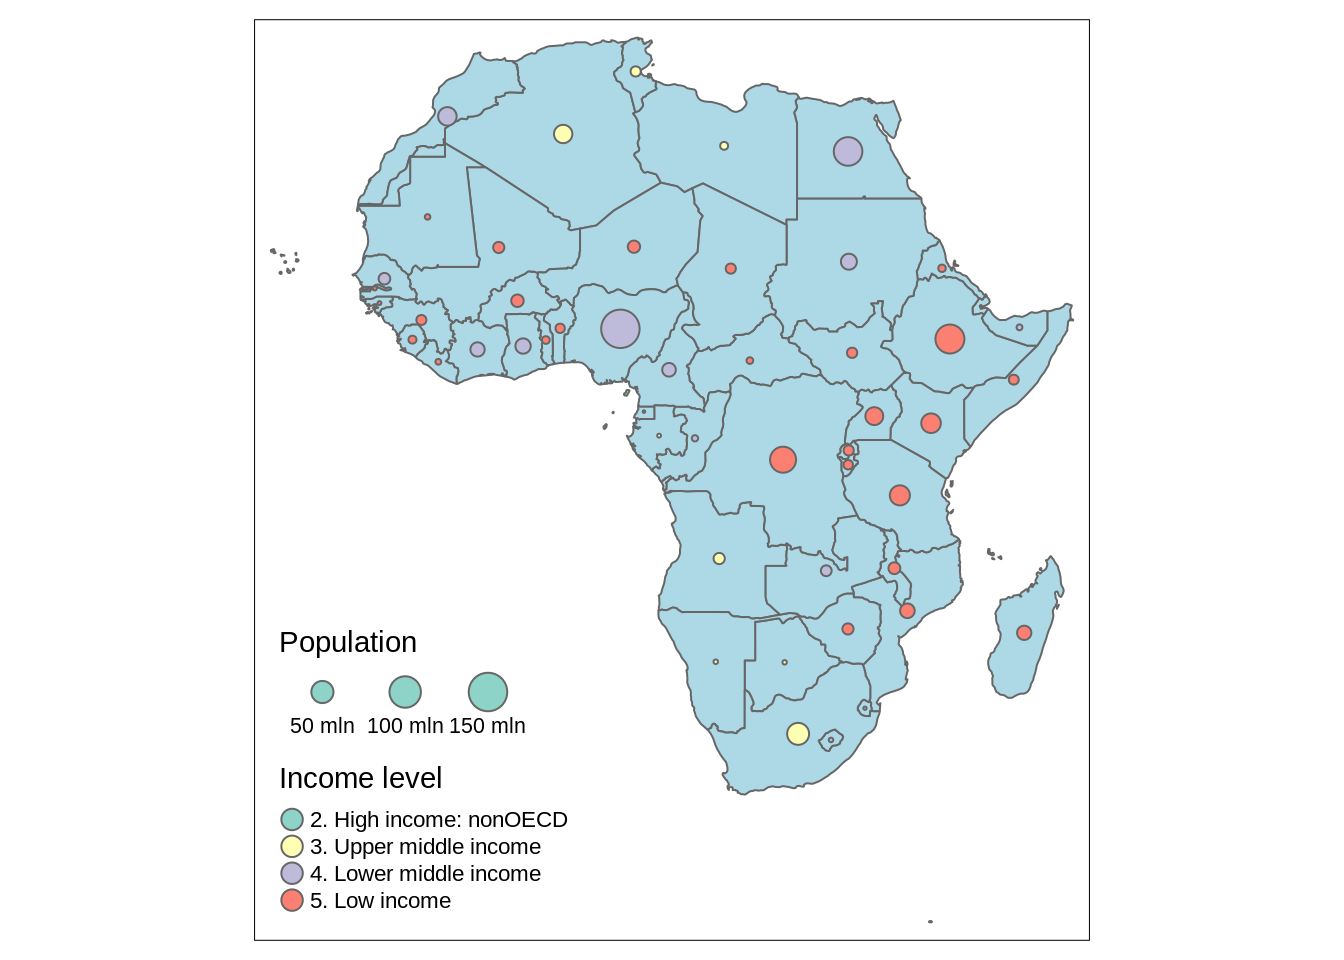 Population
50 mln 100 mln 150 mln
Income level
2. High income: nonOECD
3. Upper middle income
4. Lower middle income
5. Low income